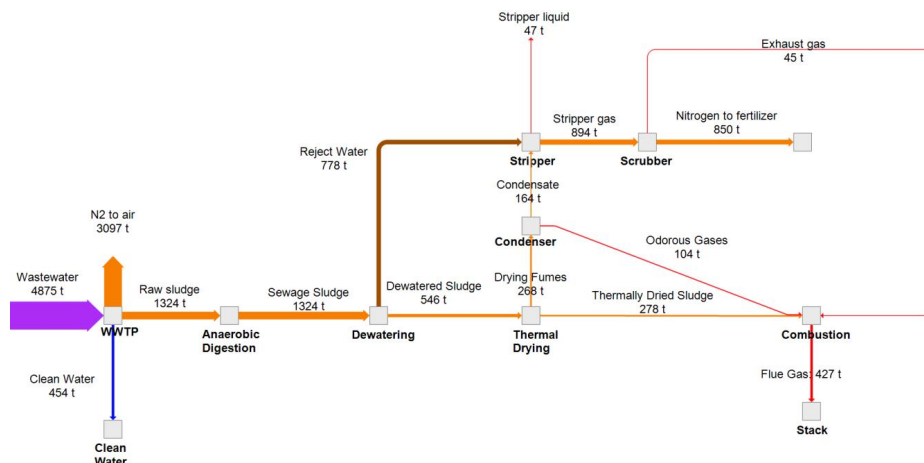 Stripper liquid
47 t
Exhaust gas
45 t
Stripper gas
894 t
Nitrogen to fertilizer
850 t
Reject Water
778 t
Stripper
Scrubber
Condensate
164 t
N2 to air
3097 t
Condenser
Odorous Gases
104 t
Wastewater
4875 t
Raw sludge
1324 t
Sewage Sludge
1324 t
Dewatered Sludge
546 t
Drying Fumes
268 t
Thermally Dried Sludge
278 t
WWTP
Anaerobic
Digestion
Dewatering
Thermal
Drying
Combustion
Clean Water
454 t
Flue Gas: 427 t
Stack
Clean
Water